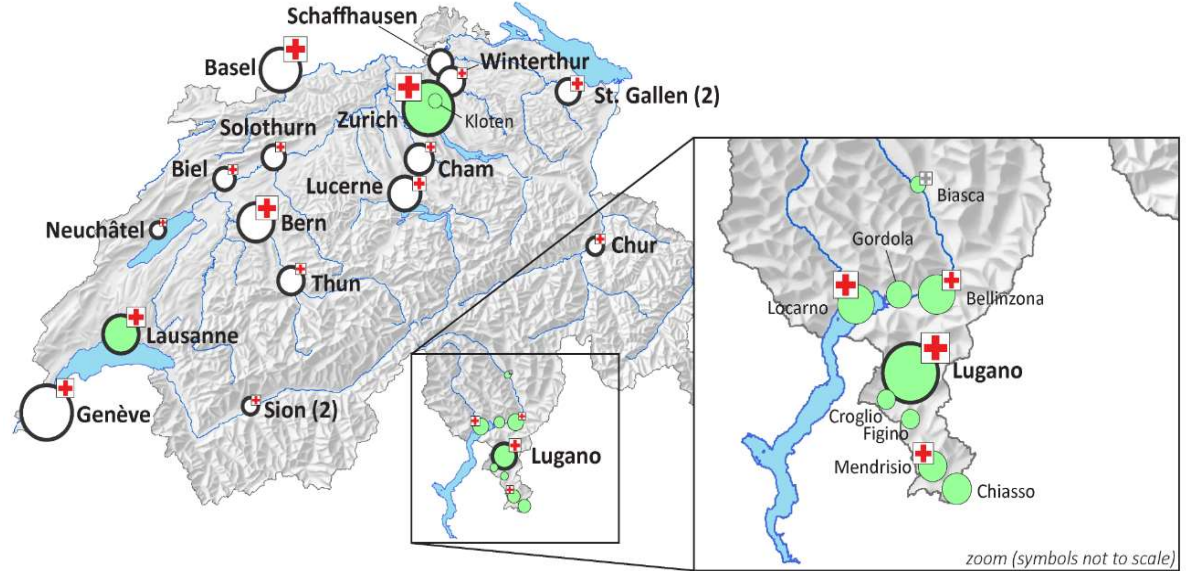 Schaffhausen
Basel
Winterthur
St. Gallen (2)
Zurich
Kloten
Solothurn
Biel
Cham
Lucerne
Neuchâtel
Bern
Chur
Thun
Lausanne
Genève
Sion (2)
Lugano
Biasca
Gordola
Locarno
Bellinzona
Lugano
Croglio
Figino
Mendrisio
Chiasso
zoom (symbols not to scale)